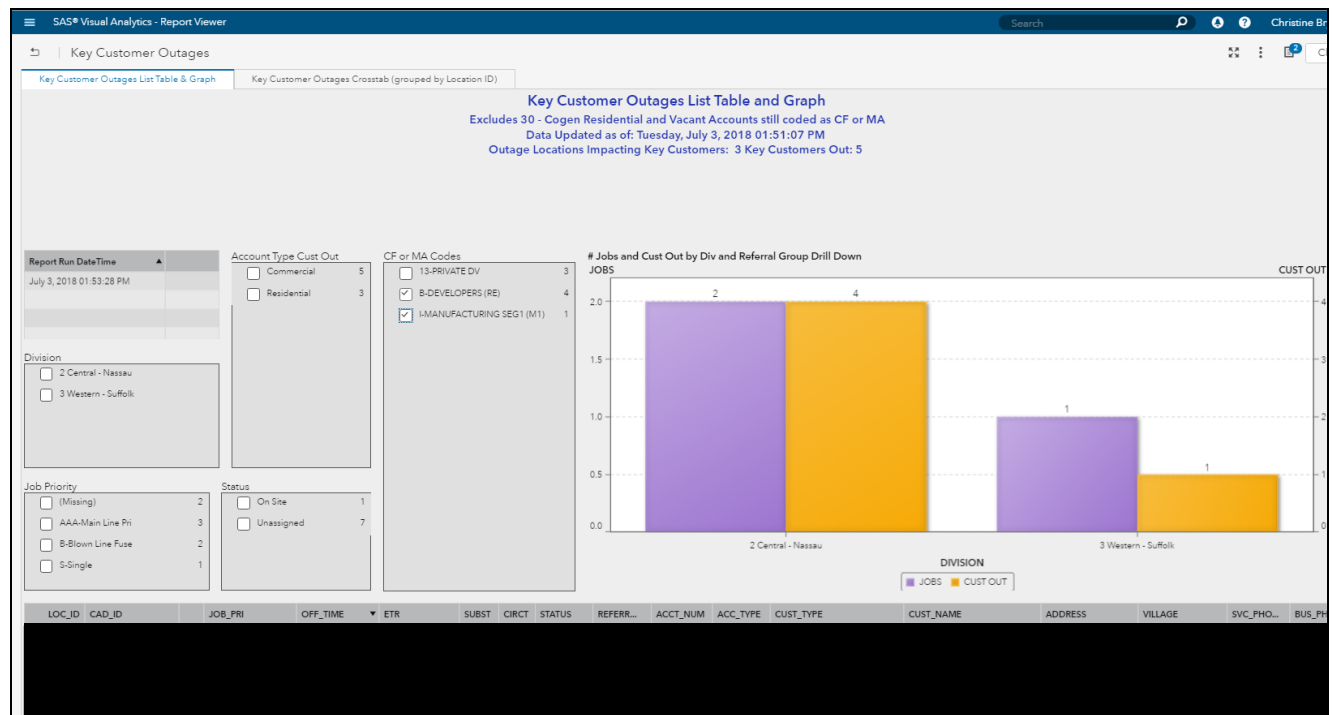 SAS® Visual Analytics - Report Viewer
Search
Christine Br
Key Customer Outages
2
Key Customer Outages List Table & Graph
Key Customer Outages Crosstab (grouped by Location ID)
Key Customer Outages List Table and Graph
Excludes 30 - Cogen Residential and Vacant Accounts still coded as CF or MA
Data Updated as of: Tuesday, July 3, 2018 01:51:07 PM
Outage Locations Impacting Key Customers: 3 Key Customers Out: 5
Report Run DateTime
July 3, 2018 01:53:28 PM
Division
2 Central - Nassau
3 Western - Suffolk
Account Type Cust Out
Commercial 5
Residential 3
CF or MA Codes
13-PRIVATE DV 3
B-DEVELOPERS (RE) 4
I-MANUFACTURING SEG1 (M1) 1
Job Priority
(Missing) 2
AAA-Main Line Pri 3
B-Blown Line Fuse 2
S-Single 1
Status
On Site 1
Unassigned 7
# Jobs and Cust Out by Div and Referral Group Drill Down
JOBS
CUST OUT
2.0
1.5
1.0
0.5
0.0
2
4
1
1
4
3
2
1
0
2 Central - Nassau
3 Western - Suffolk
DIVISION
JOBS CUST OUT
LOC_ID CAD_ID JOB_PRI OFF_TIME ETR SUBST CIRCT STATUS REFERR... ACCT_NUM ACC_TYPE CUST_TYPE CUST_NAME ADDRESS VILLAGE SVC_PHO... BUS_PH